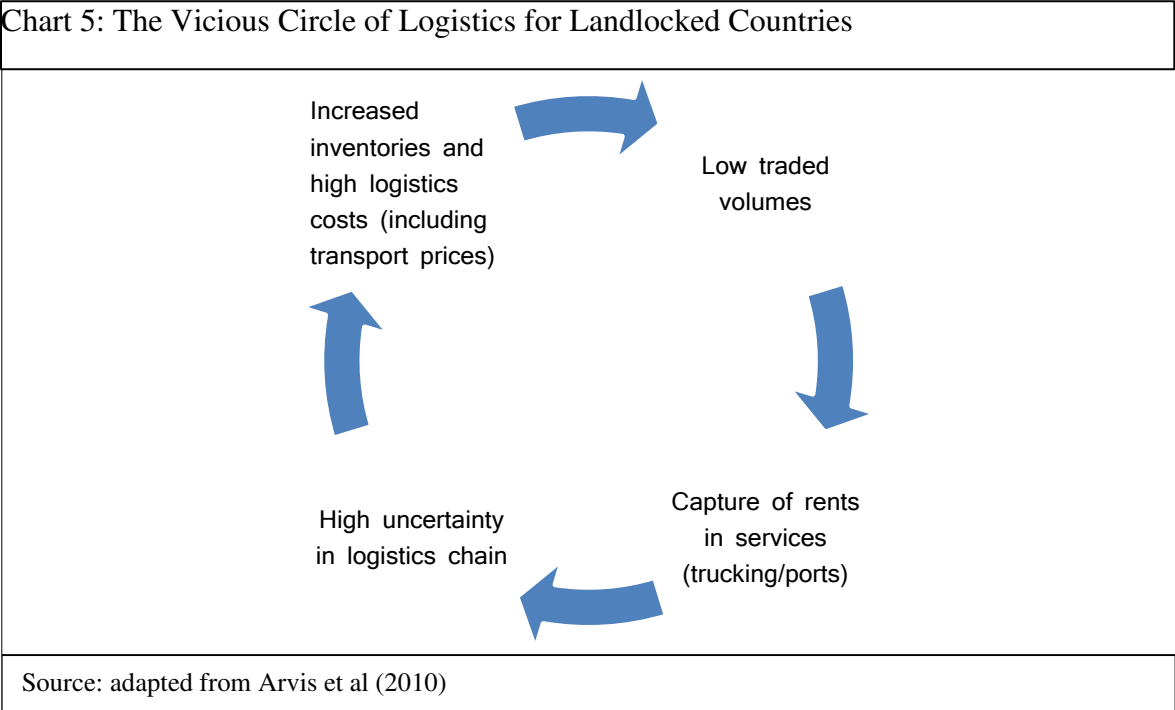 Chart 5: The Vicious Circle of Logistics for Landlocked Countries
Increased
inventories and
high logistics
costs (including
transport prices)
Low traded
volumes
Capture of rents
in services
(trucking/ports)
High uncertainty
in logistics chain
Source: adapted from Arvis et al (2010)